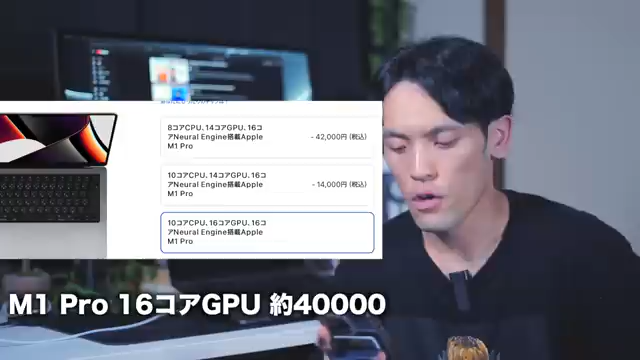 8コアCPU、14コアGPU、16コ
アNeural Engine搭載Apple
M1 Pro
- 42,000円 (税込)
10コアCPU、14コアGPU、16コ
アNeural Engine搭載Apple
M1 Pro
- 14,000円 (税込)
10コアCPU、16コアGPU、16コ
アNeural Engine搭載Apple
M1 Pro
M1 Pro 16コアGPU 約40000